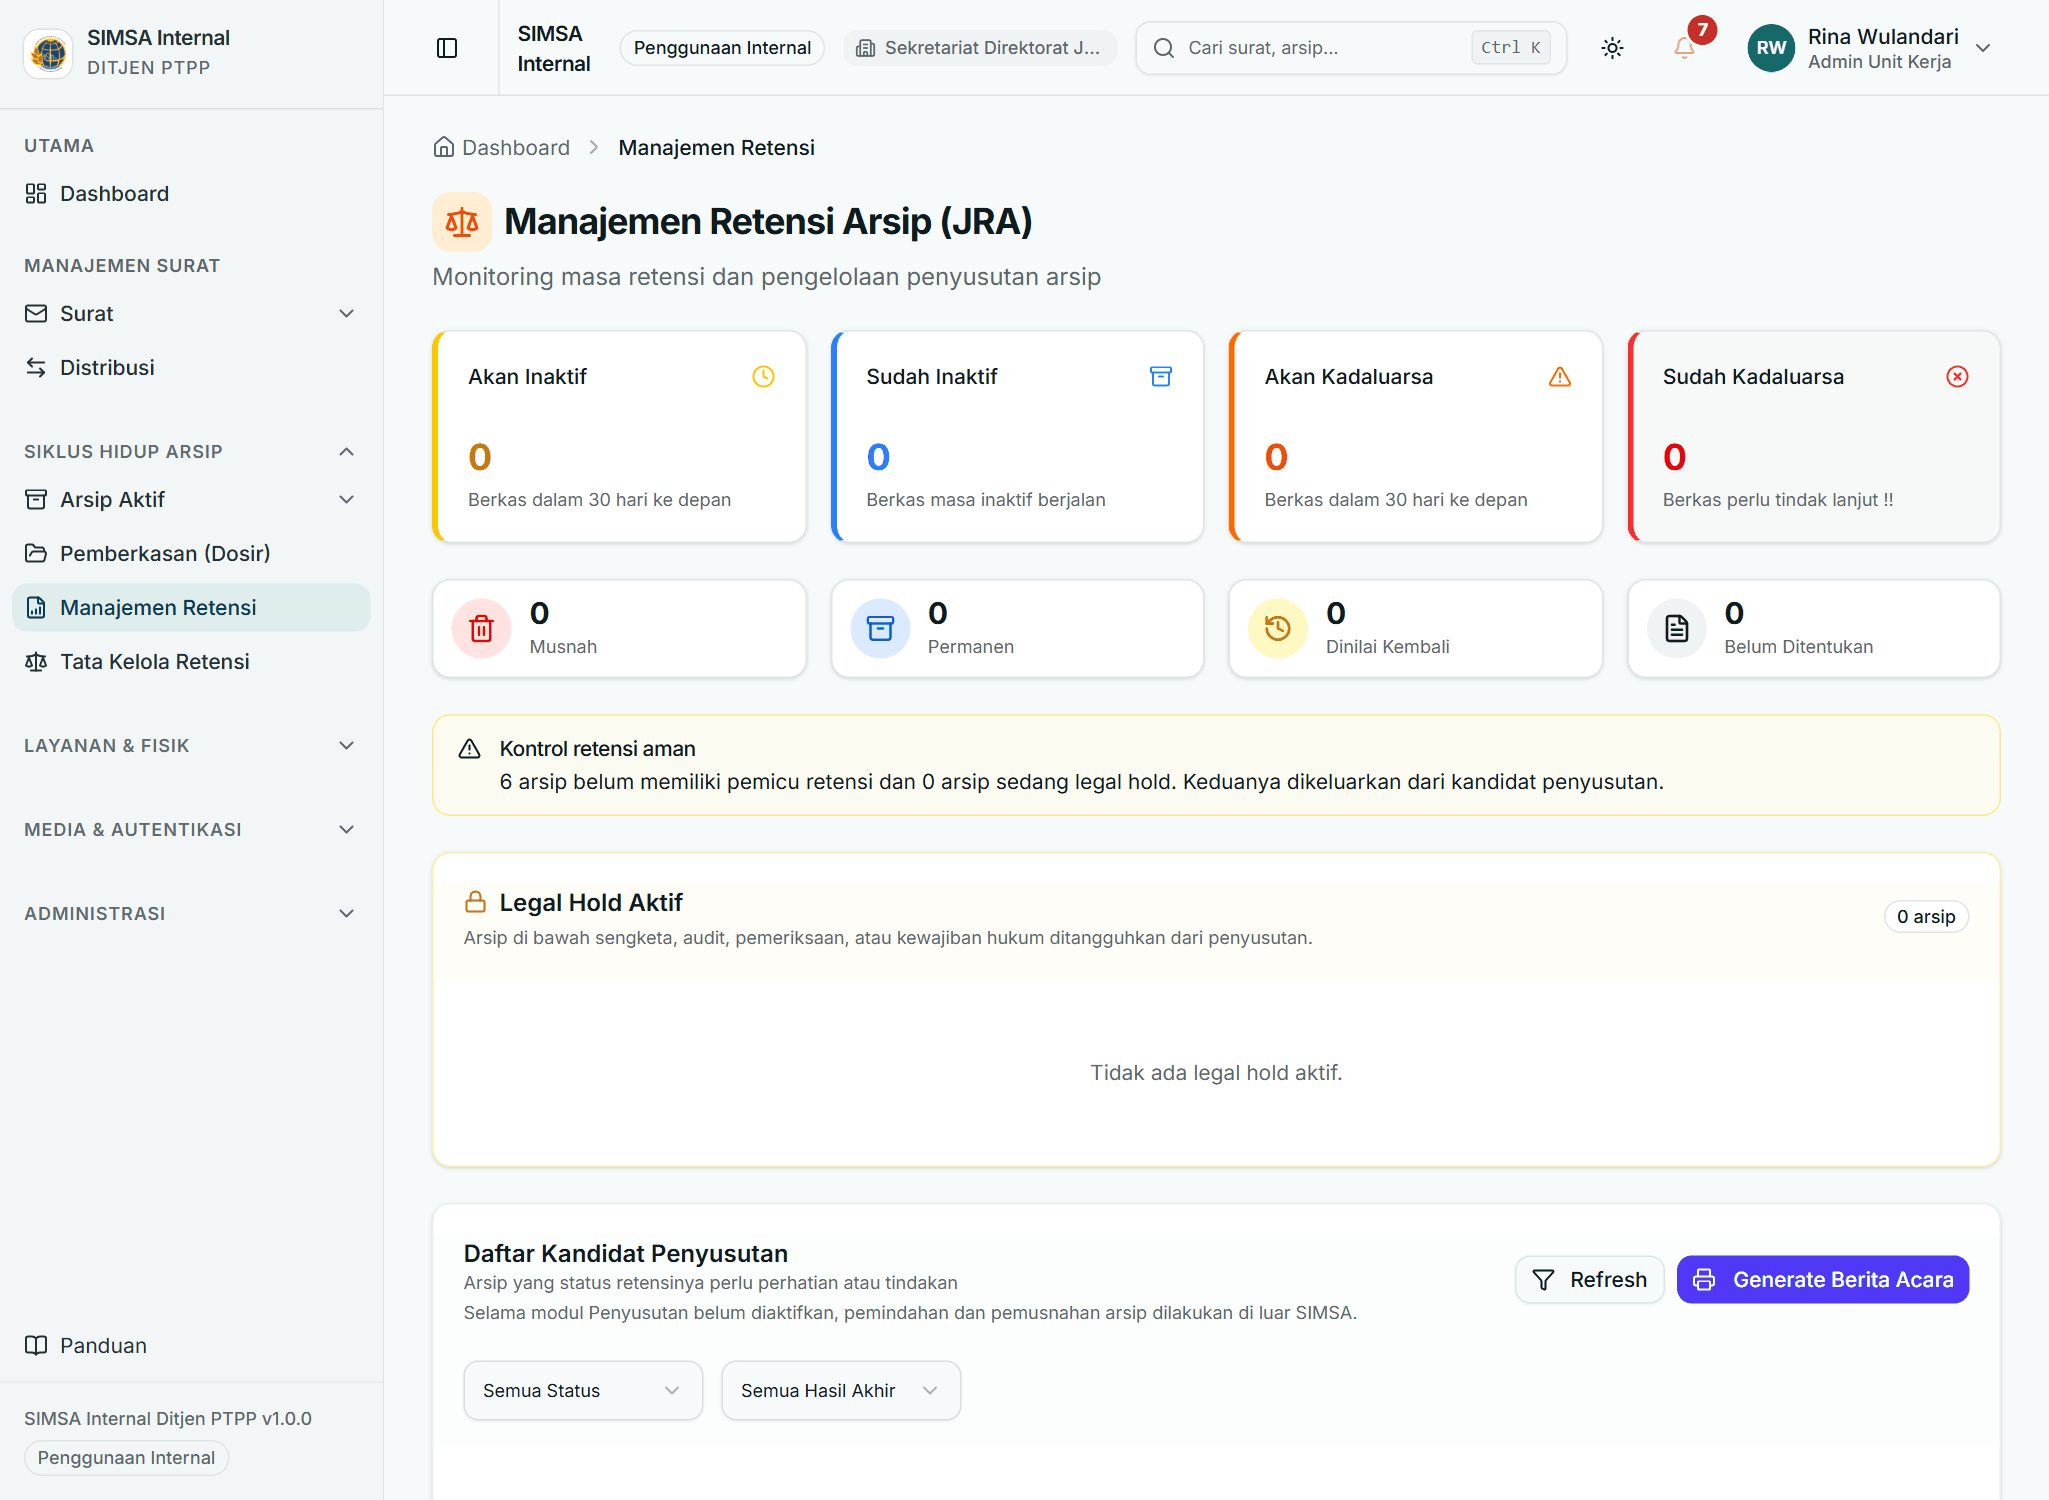 SIMSA Internal
DITJEN PTPP
UTAMA
Dashboard
MANAJEMEN SURAT
Surat
Distribusi
SIKLUS HIDUP ARSIP
Arsip Aktif
Pemberkasan (Dosir)
Manajemen Retensi
Tata Kelola Retensi
LAYANAN & FISIK
MEDIA & AUTENTIKASI
ADMINISTRASI
Panduan
SIMSA Internal Ditjen PTPP v1.0.0
Penggunaan Internal
SIMSA
Internal
Penggunaan Internal
Sekretariat Direktorat J...
Cari surat, arsip...
Ctrl K
7
RW
Rina Wulandari
Admin Unit Kerja
Dashboard
Manajemen Retensi
Manajemen Retensi Arsip (JRA)
Monitoring masa retensi dan pengelolaan penyusutan arsip
Akan Inaktif
0
Berkas dalam 30 hari ke depan
Sudah Inaktif
0
Berkas masa inaktif berjalan
Akan Kadaluarsa
0
Berkas dalam 30 hari ke depan
Sudah Kadaluarsa
0
Berkas perlu tindak lanjut !!
0
Musnah
0
Permanen
0
Dinilai Kembali
0
Belum Ditentukan
Kontrol retensi aman
6 arsip belum memiliki pemicu retensi dan 0 arsip sedang legal hold. Keduanya dikeluarkan dari kandidat penyusutan.
Legal Hold Aktif
Arsip di bawah sengketa, audit, pemeriksaan, atau kewajiban hukum ditangguhkan dari penyusutan.
0 arsip
Tidak ada legal hold aktif.
Daftar Kandidat Penyusutan
Arsip yang status retensinya perlu perhatian atau tindakan
Selama modul Penyusutan belum diaktifkan, pemindahan dan pemusnahan arsip dilakukan di luar SIMSA.
Refresh
Generate Berita Acara
Semua Status
Semua Hasil Akhir